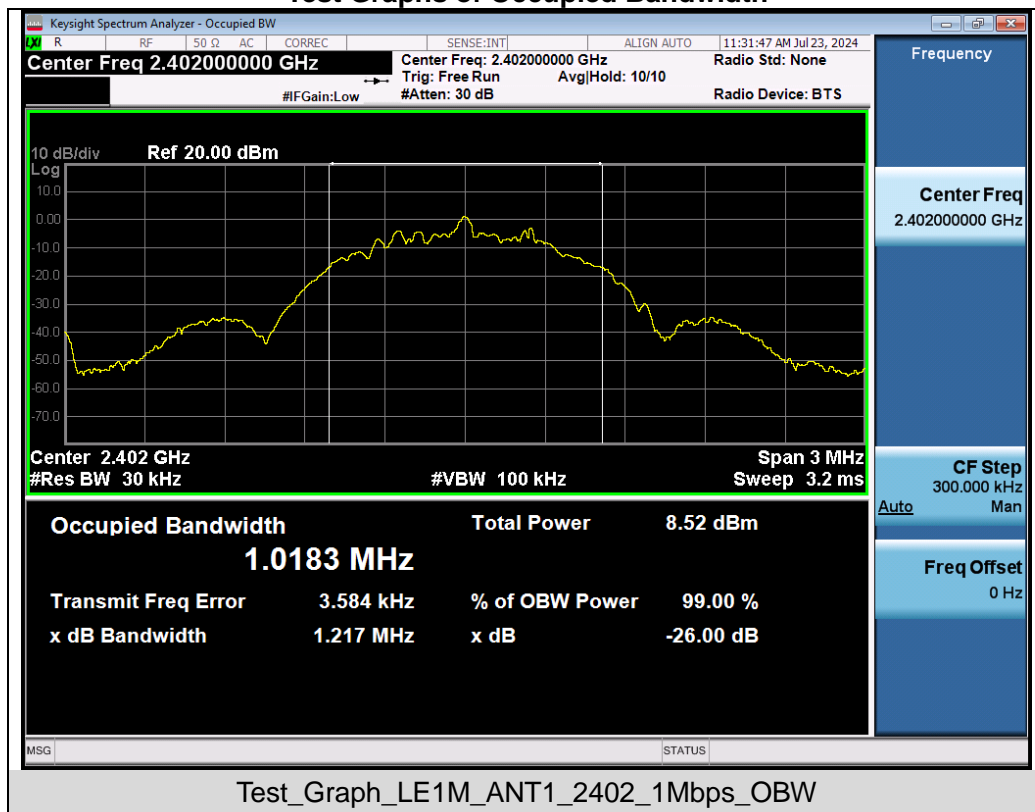 Test Graphs of Occupied Bandwidth
Keysight Spectrum Analyzer - Occupied BW
LXI R RF 50 Ω AC CORREC SENSE:INT ALIGN AUTO 11:31:47 AM Jul 23, 2024
Center Freq 2.402000000 GHz
Center Freq: 2.402000000 GHz Radio Std: None
Trig: Free Run Avg|Hold: 10/10
#IFGain:Low #Atten: 30 dB Radio Device: BTS
10 dB/div Ref 20.00 dBm
Log
10.0
0.00
-10.0
-20.0
-30.0
-40.0
-50.0
-60.0
-70.0
Center 2.402 GHz Span 3 MHz
#Res BW 30 kHz #VBW 100 kHz Sweep 3.2 ms
Occupied Bandwidth Total Power 8.52 dBm
1.0183 MHz
Transmit Freq Error 3.584 kHz % of OBW Power 99.00 %
x dB Bandwidth 1.217 MHz x dB -26.00 dB
MSG STATUS
Frequency
Center Freq
2.402000000 GHz
CF Step
300.000 kHz
Auto Man
Freq Offset
0 Hz
Test_Graph_LE1M_ANT1_2402_1Mbps_OBW